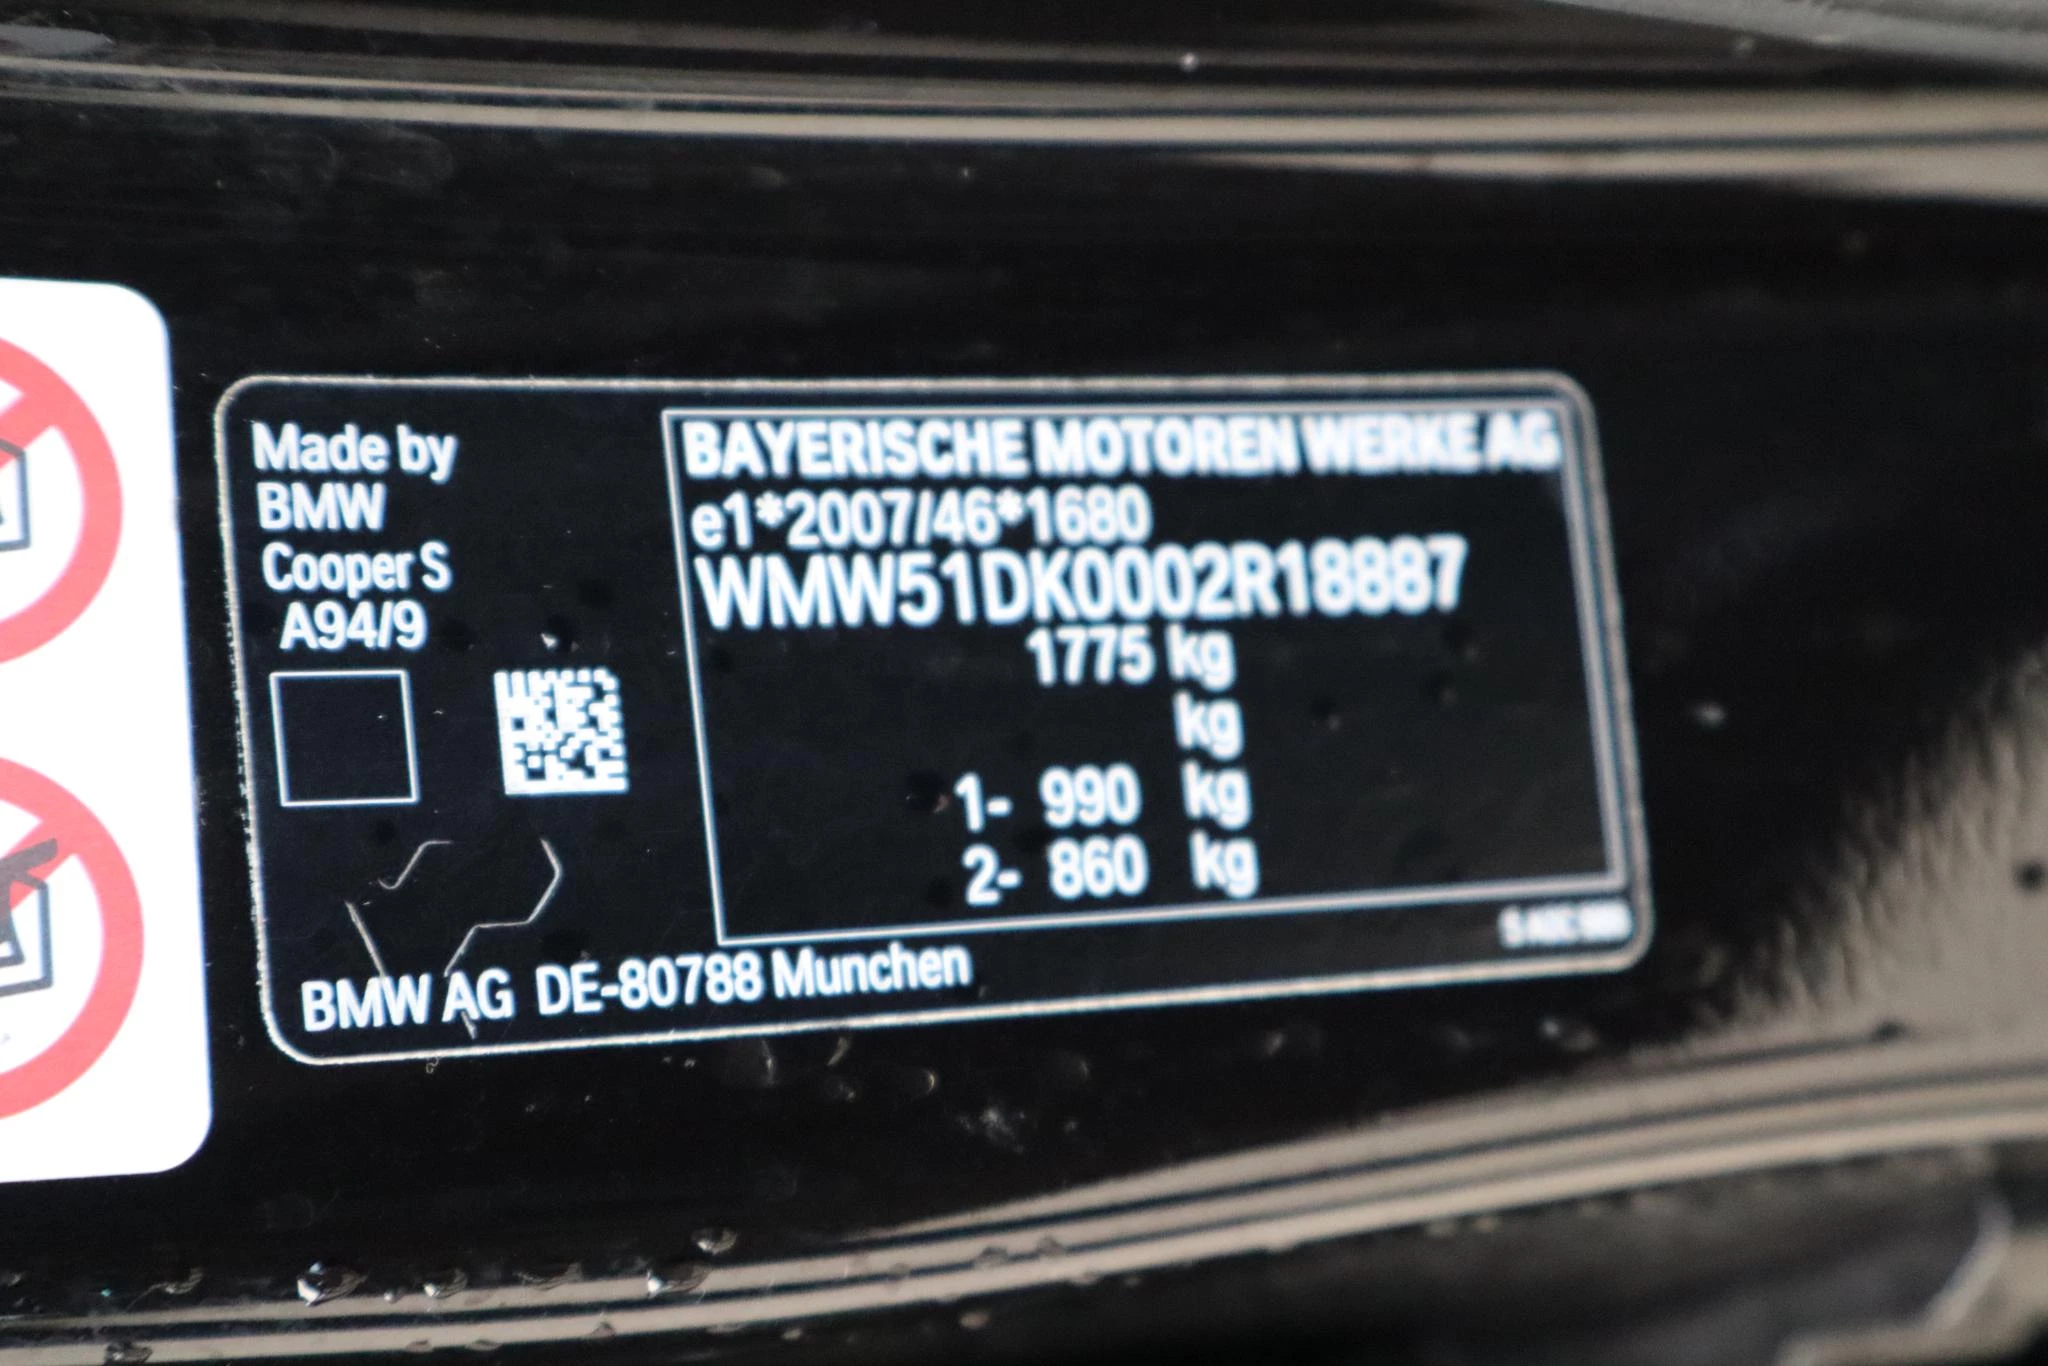 Made by
BMW
Cooper S
A94/9
BAYERISCHE MOTOREN WERKE AG
e1*2007/46*1680
WMW51DK0002R18887
1775 kg
kg
1- 990 kg
2- 860 kg
BMW AG DE-80788 Munchen